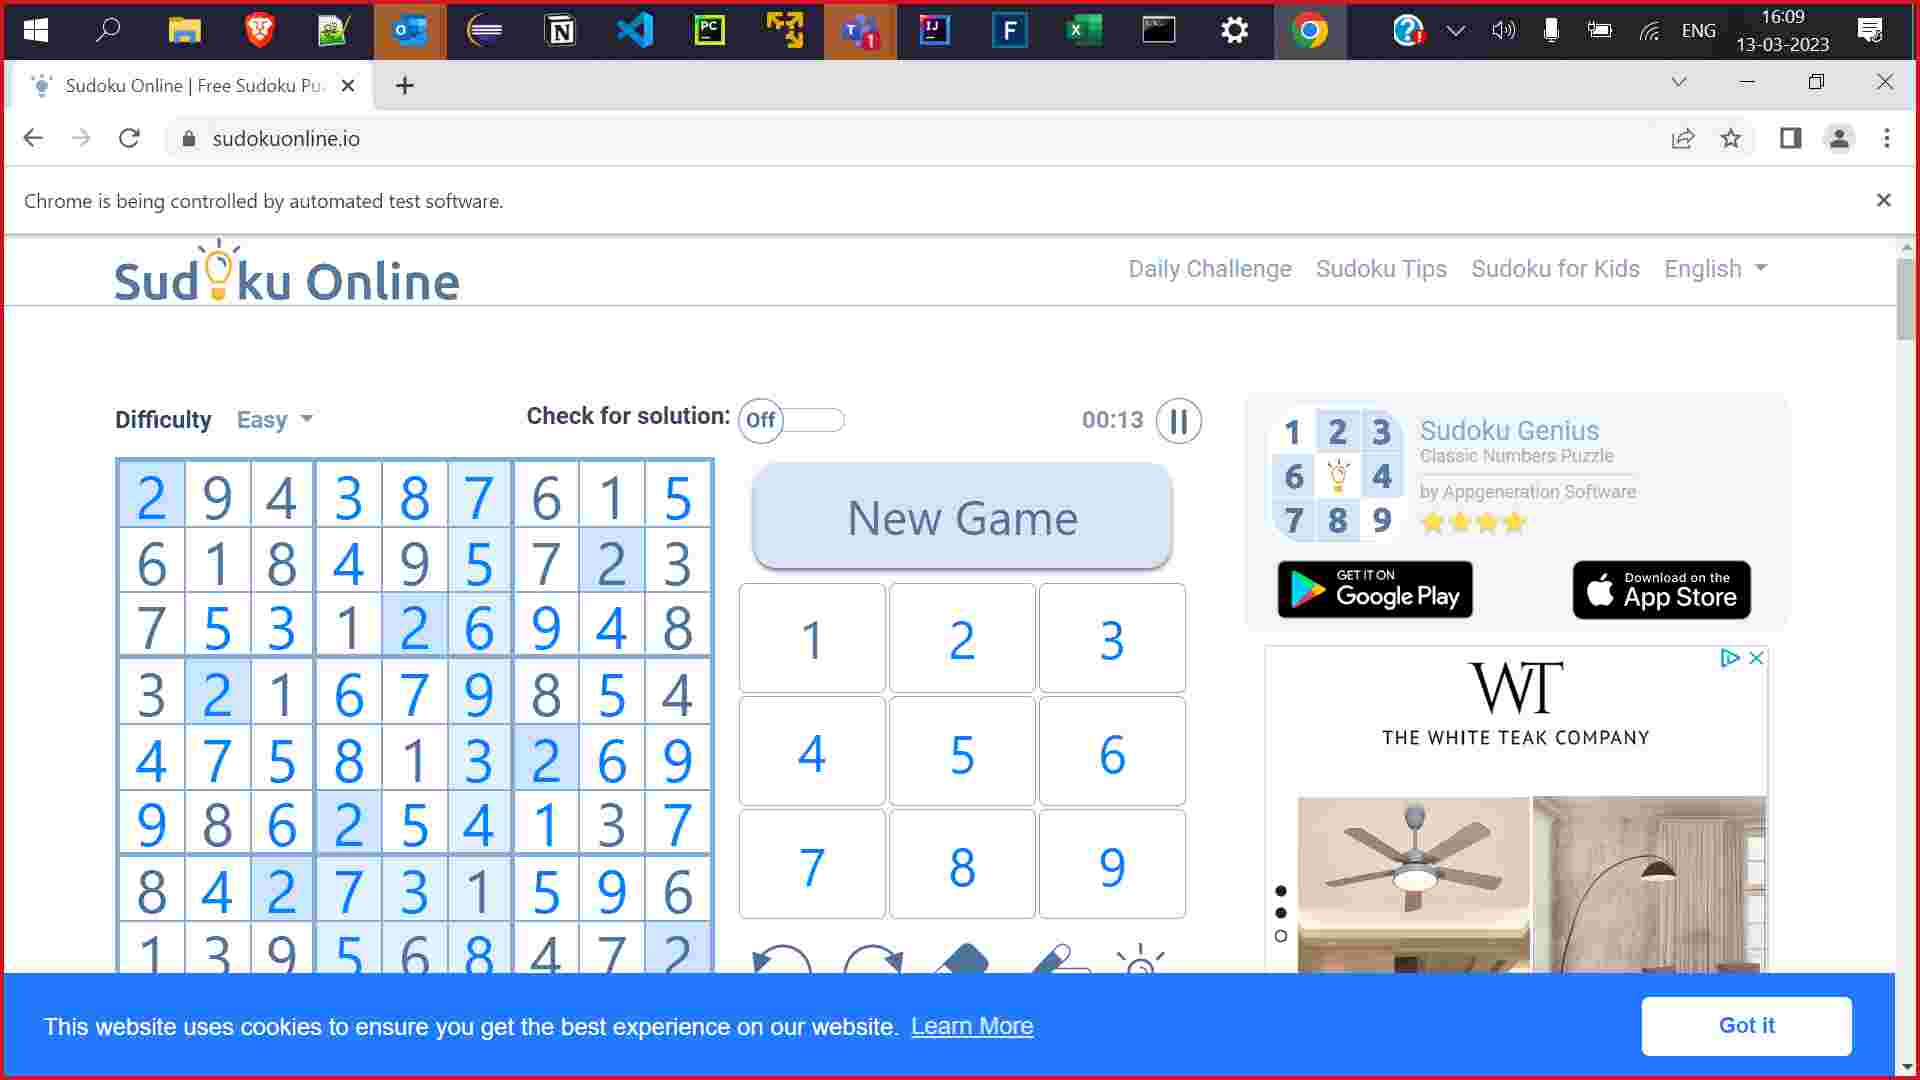 ENG
16:09
13-03-2023
Sudoku Online | Free Sudoku Pu
sudokuonline.io
Chrome is being controlled by automated test software.
Sudoku Online
Daily Challenge Sudoku Tips Sudoku for Kids English
Difficulty Easy
Check for solution: Off
00:13
2 9 4 3 8 7 6 1 5
6 1 8 4 9 5 7 2 3
7 5 3 1 2 6 9 4 8
3 2 1 6 7 9 8 5 4
4 7 5 8 1 3 2 6 9
9 8 6 2 5 4 1 3 7
8 4 2 7 3 1 5 9 6
1 3 9 5 6 8 4 7 2
New Game
1 2 3
4 5 6
7 8 9
1 2 3
6 4
7 8 9
Sudoku Genius
Classic Numbers Puzzle
by Appgeneration Software
GET IT ON
Google Play
Download on the
App Store
WT
THE WHITE TEAK COMPANY
This website uses cookies to ensure you get the best experience on our website. Learn More
Got it